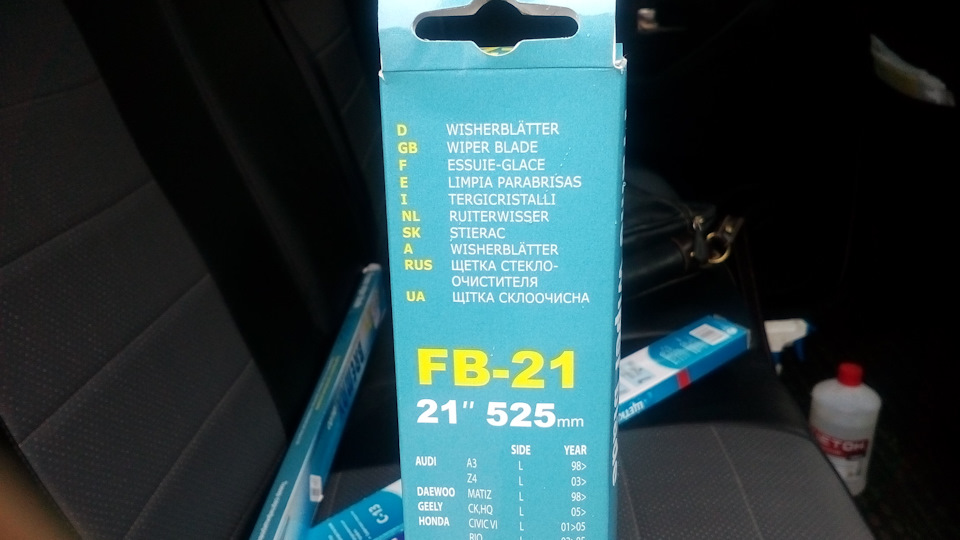 D WISHERBLÄTTER
GB WIPER BLADE
F ESSUIE-GLACE
E LIMPIA PARABRISAS
I TERGICRISTALLI
NL RUITERWISSER
SK STIERAC
A WISHERBLÄTTER
RUS ЩЕТКА СТЕКЛО-
ОЧИСТИТЕЛЯ
UA ЩІТКА СКЛООЧИСНА
FB-21
21" 525mm
SIDE YEAR
AUDI A3 L 98>
Z4 L 03>
DAEWOO MATIZ L 98>
GEELY CK,HQ L 05>
HONDA CIVIC VI L 01>05
RIO L
C-13